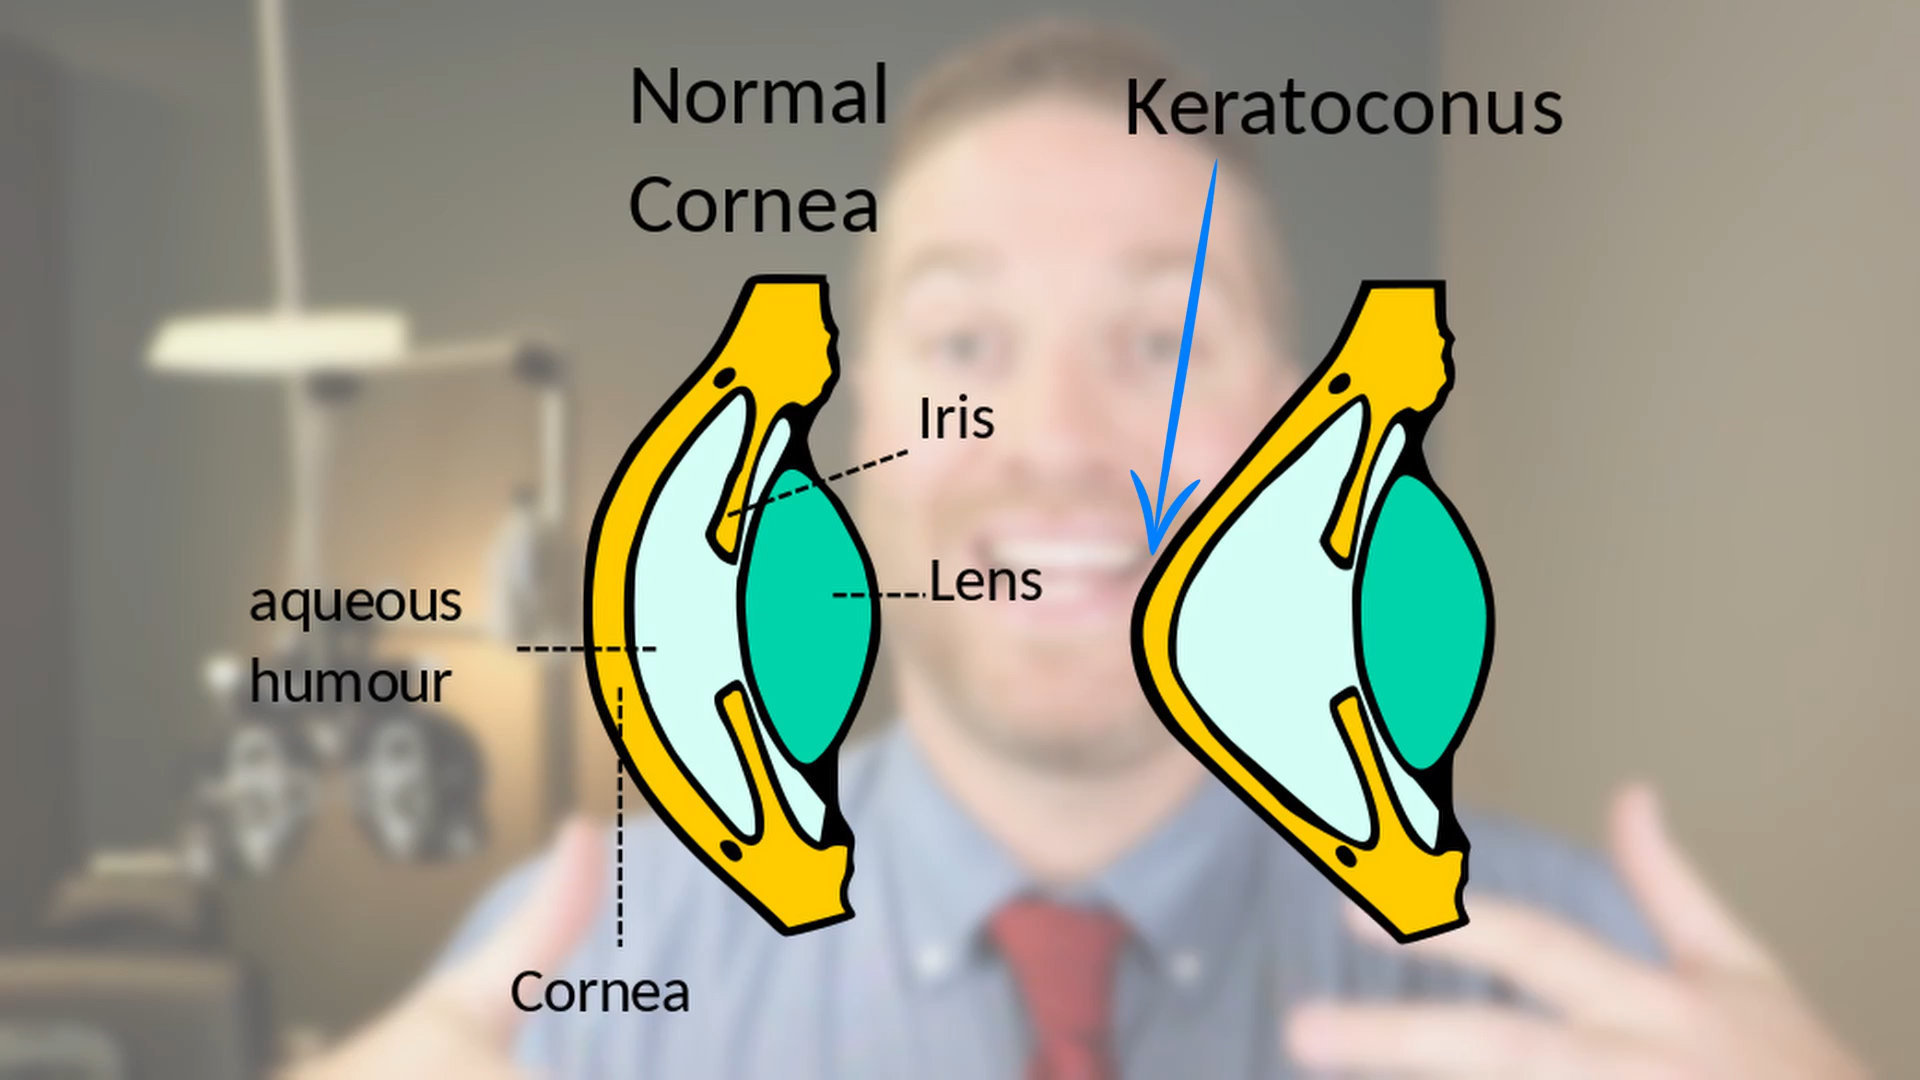 Normal
Cornea
Keratoconus
Iris
Lens
aqueous
humour
Cornea